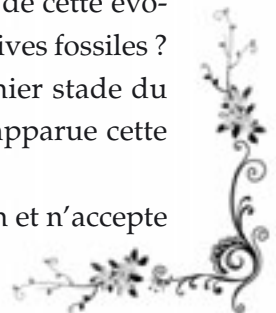 de cette évo-
ives fossiles ?
nier stade du
apparue cette
n et n’accepte